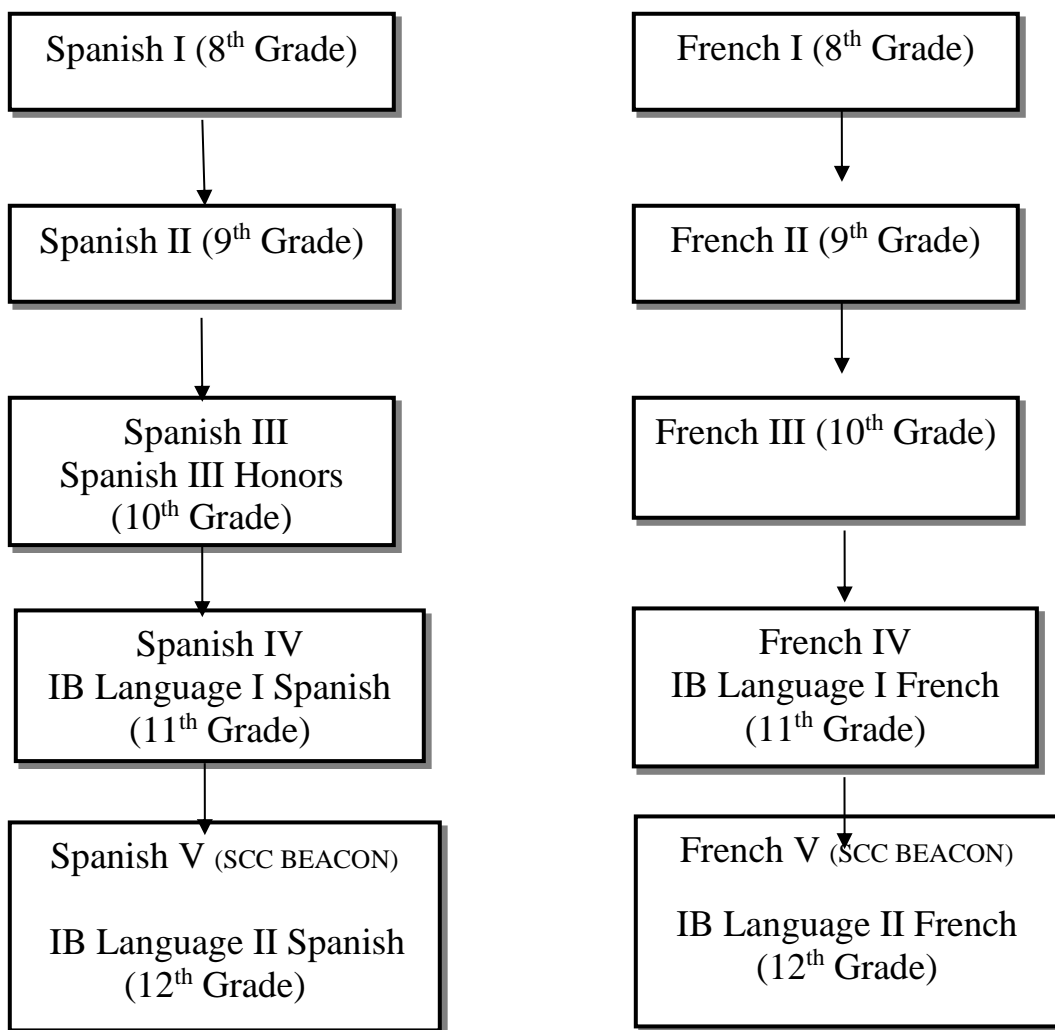 Spanish I (8th Grade)
Spanish II (9th Grade)
Spanish III
Spanish III Honors
(10th Grade)
Spanish IV
IB Language I Spanish
(11th Grade)
Spanish V (SCC BEACON)
IB Language II Spanish
(12th Grade)
French I (8th Grade)
French II (9th Grade)
French III (10th Grade)
French IV
IB Language I French
(11th Grade)
French V (SCC BEACON)
IB Language II French
(12th Grade)